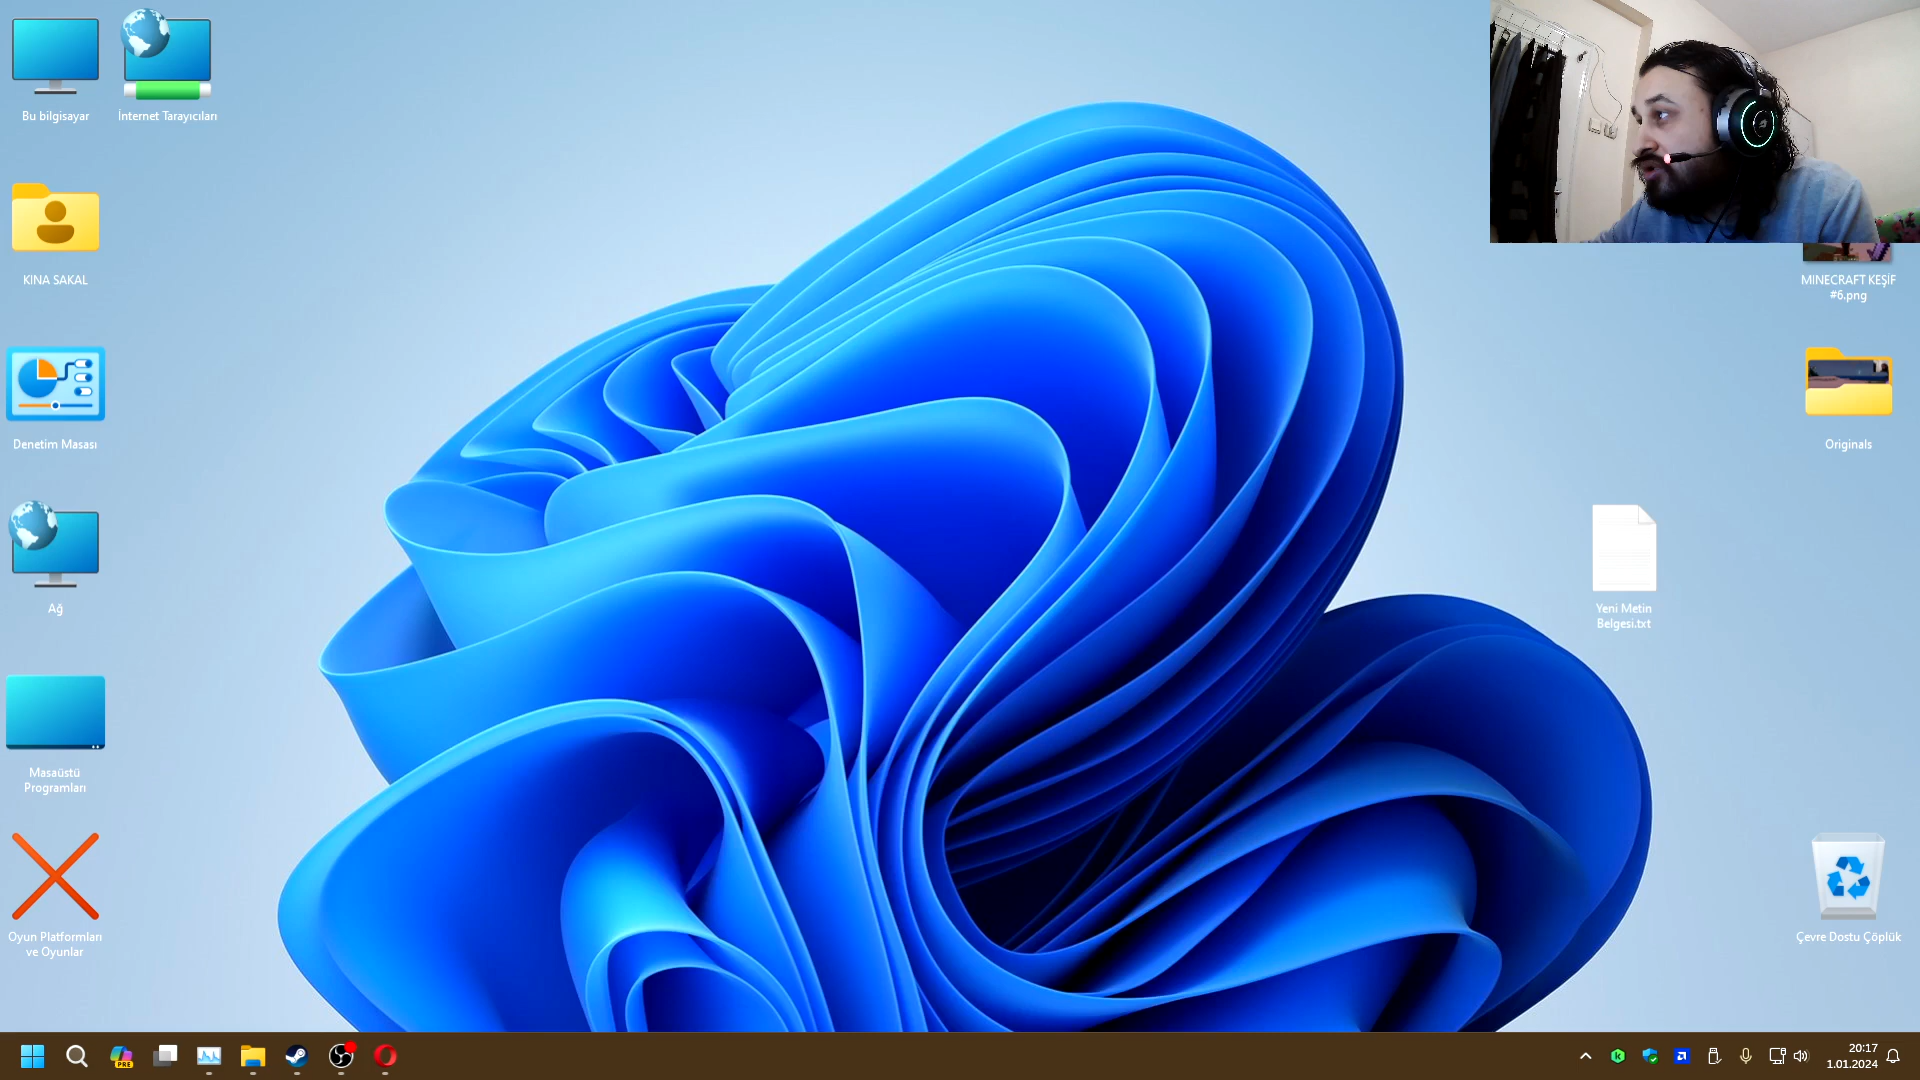 Bu bilgisayar
İnternet Tarayıcıları
KINA SAKAL
MINECRAFT KEŞİF
#6.png
Denetim Masası
Originals
Ağ
Yeni Metin
Belgesi.txt
Masaüstü
Programları
Oyun Platformları
ve Oyunlar
Çevre Dostu Çöplük
PRE
20:17
1.01.2024